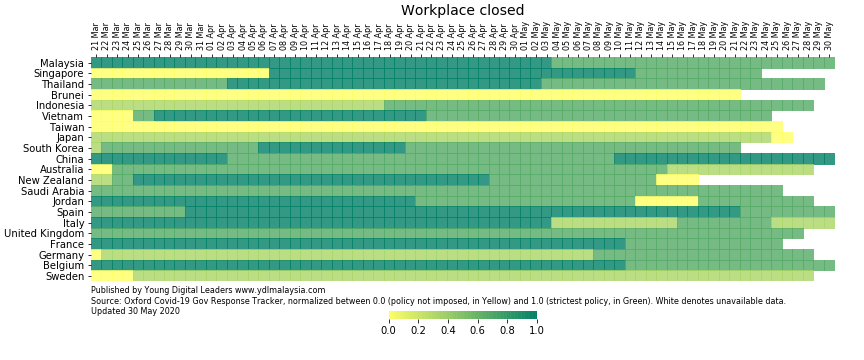 Workplace closed
21 Mar 22 Mar 23 Mar 24 Mar 25 Mar 26 Mar 27 Mar 28 Mar 29 Mar 30 Mar 31 Mar 01 Apr 02 Apr 03 Apr 04 Apr 05 Apr 06 Apr 07 Apr 08 Apr 09 Apr 10 Apr 11 Apr 12 Apr 13 Apr 14 Apr 15 Apr 16 Apr 17 Apr 18 Apr 19 Apr 20 Apr 21 Apr 22 Apr 23 Apr 24 Apr 25 Apr 26 Apr 27 Apr 28 Apr 29 Apr 30 Apr 01 May 02 May 03 May 04 May 05 May 06 May 07 May 08 May 09 May 10 May 11 May 12 May 13 May 14 May 15 May 16 May 17 May 18 May 19 May 20 May 21 May 22 May 23 May 24 May 25 May 26 May 27 May 28 May 29 May 30 May
Malaysia
Singapore
Thailand
Brunei
Indonesia
Vietnam
Taiwan
Japan
South Korea
China
Australia
New Zealand
Saudi Arabia
Jordan
Spain
Italy
United Kingdom
France
Germany
Belgium
Sweden
Published by Young Digital Leaders www.ydlmalaysia.com
Source: Oxford Covid-19 Gov Response Tracker, normalized between 0.0 (policy not imposed, in Yellow) and 1.0 (strictest policy, in Green). White denotes unavailable data.
Updated 30 May 2020
0.0 0.2 0.4 0.6 0.8 1.0